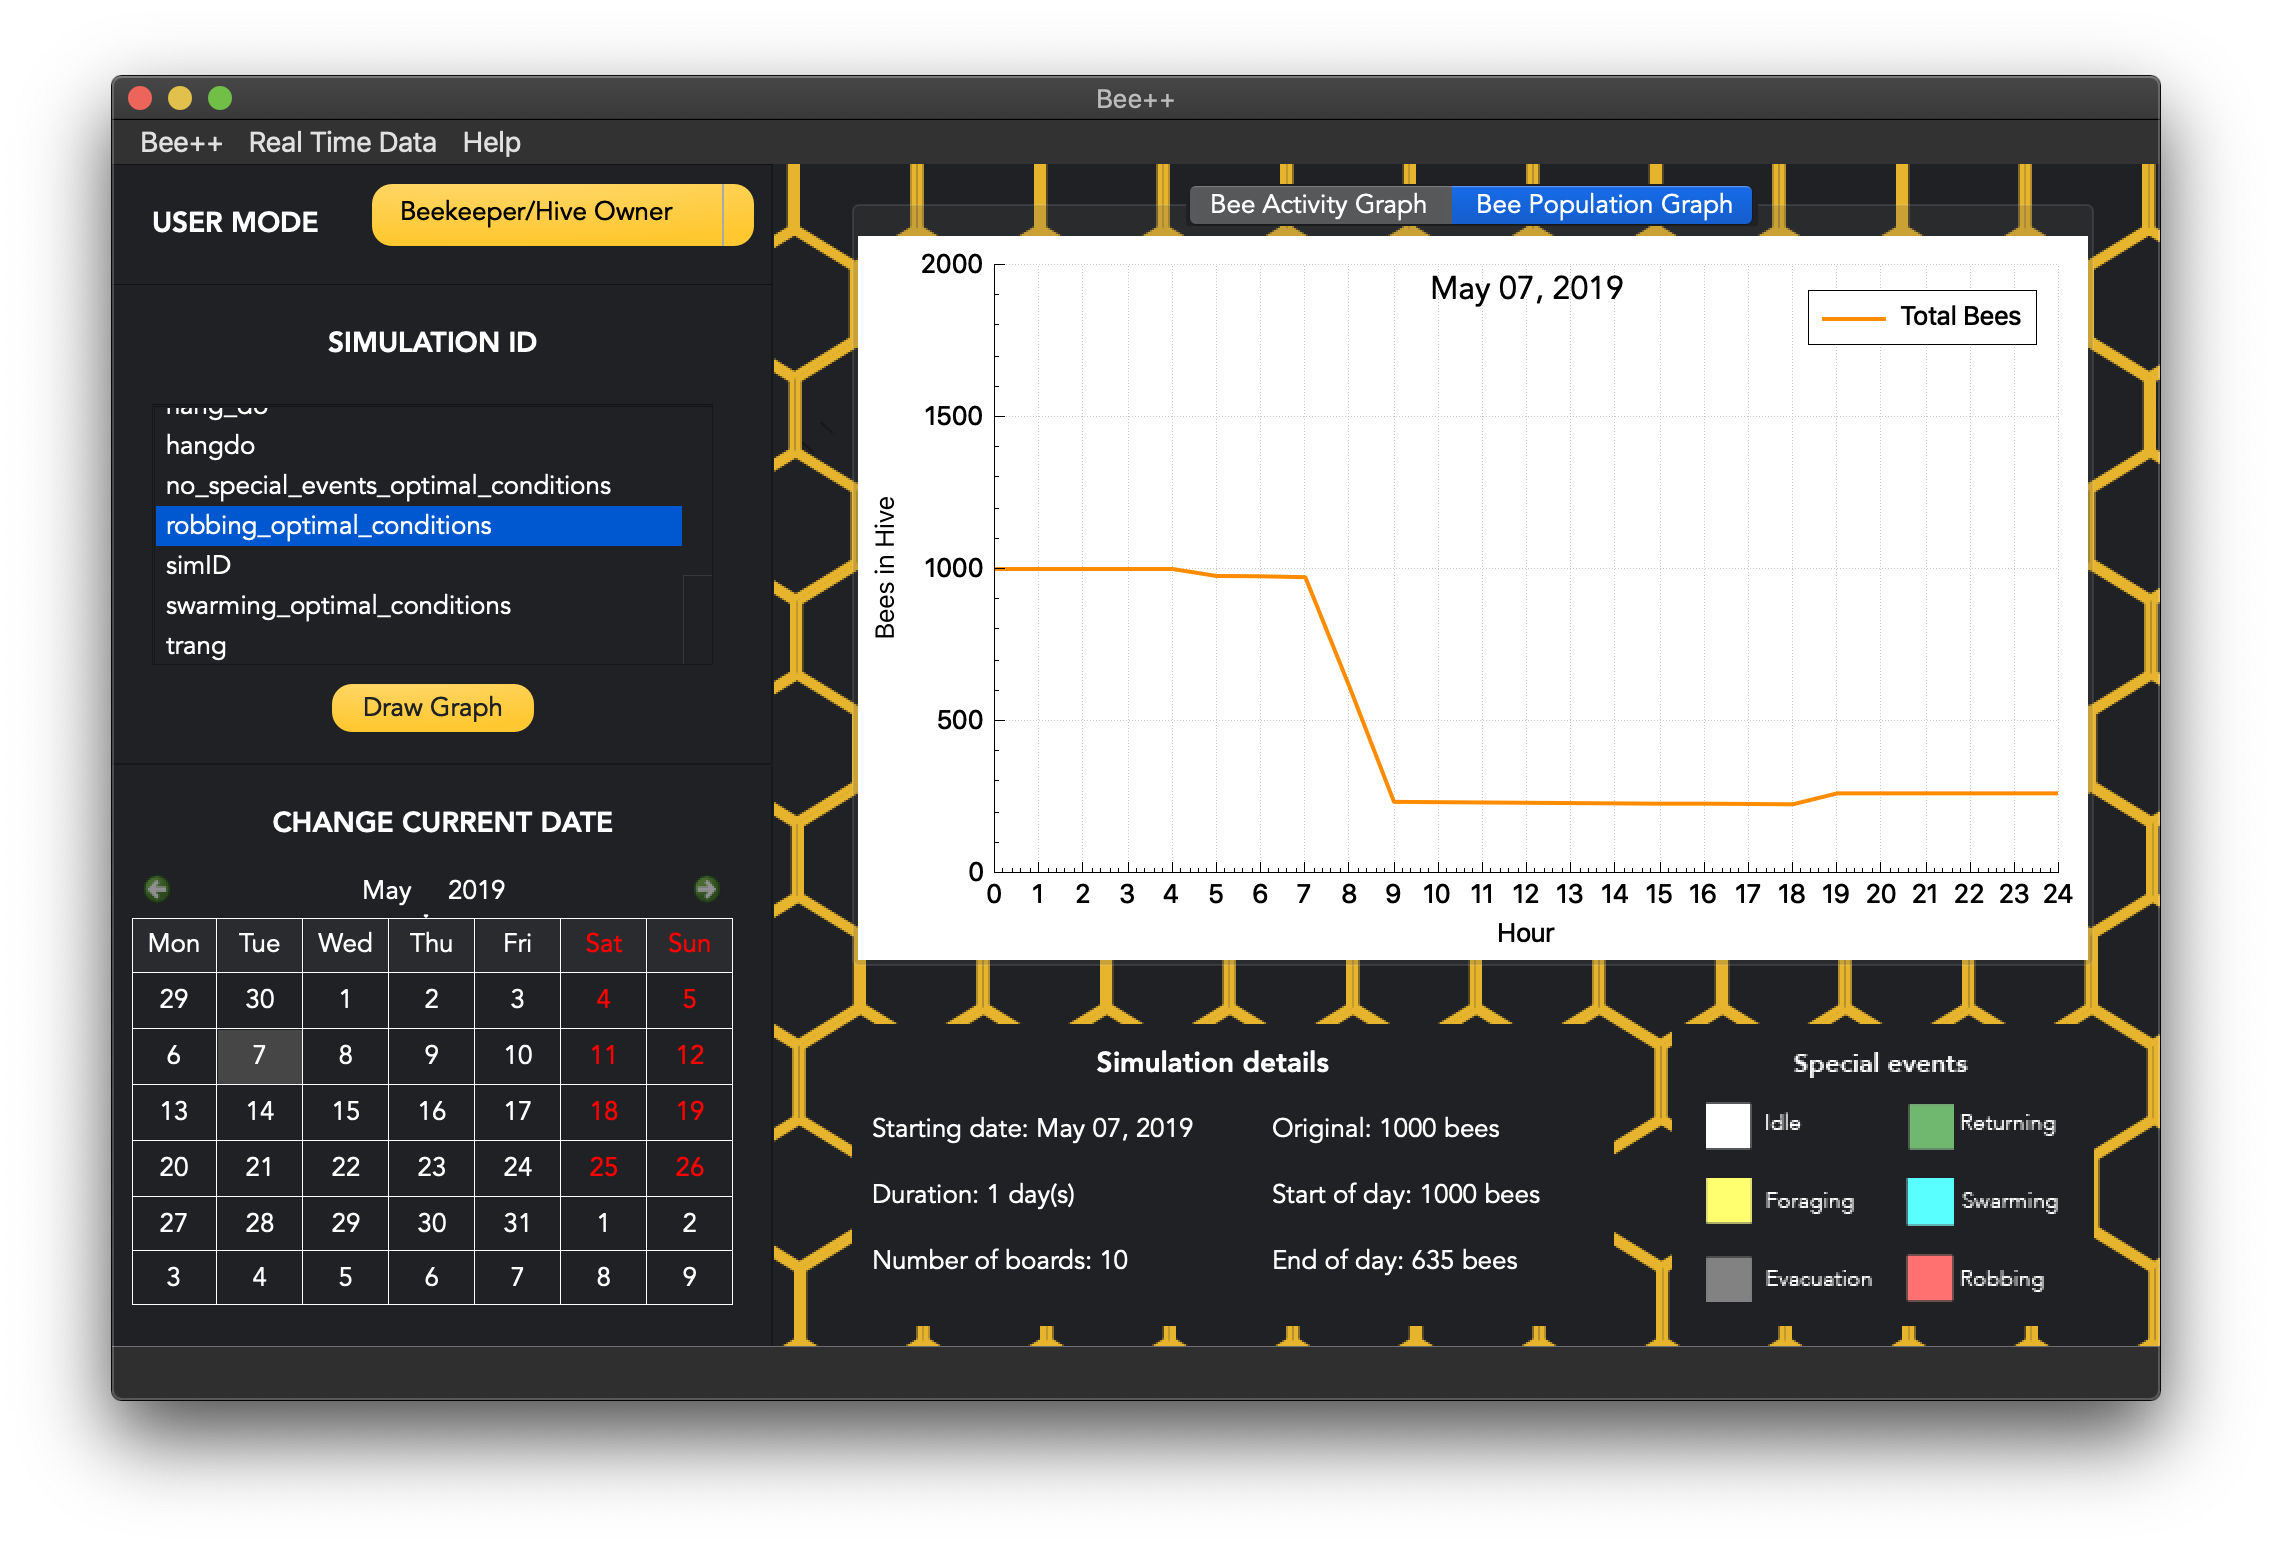 Bee++
Bee++ Real Time Data Help
USER MODE
Beekeeper/Hive Owner
SIMULATION ID
hang_do
hangdo
no_special_events_optimal_conditions
robbing_optimal_conditions
simID
swarming_optimal_conditions
trang
Draw Graph
CHANGE CURRENT DATE
May 2019
Mon Tue Wed Thu Fri Sat Sun
29 30 1 2 3 4 5
6 7 8 9 10 11 12
13 14 15 16 17 18 19
20 21 22 23 24 25 26
27 28 29 30 31 1 2
3 4 5 6 7 8 9
Bee Activity Graph Bee Population Graph
May 07, 2019
Total Bees
2000
1500
1000
500
0
Bees in Hive
0 1 2 3 4 5 6 7 8 9 10 11 12 13 14 15 16 17 18 19 20 21 22 23 24
Hour
Simulation details
Starting date: May 07, 2019 Original: 1000 bees
Duration: 1 day(s) Start of day: 1000 bees
Number of boards: 10 End of day: 635 bees
Special events
Idle Returning
Foraging Swarming
Evacuation Robbing